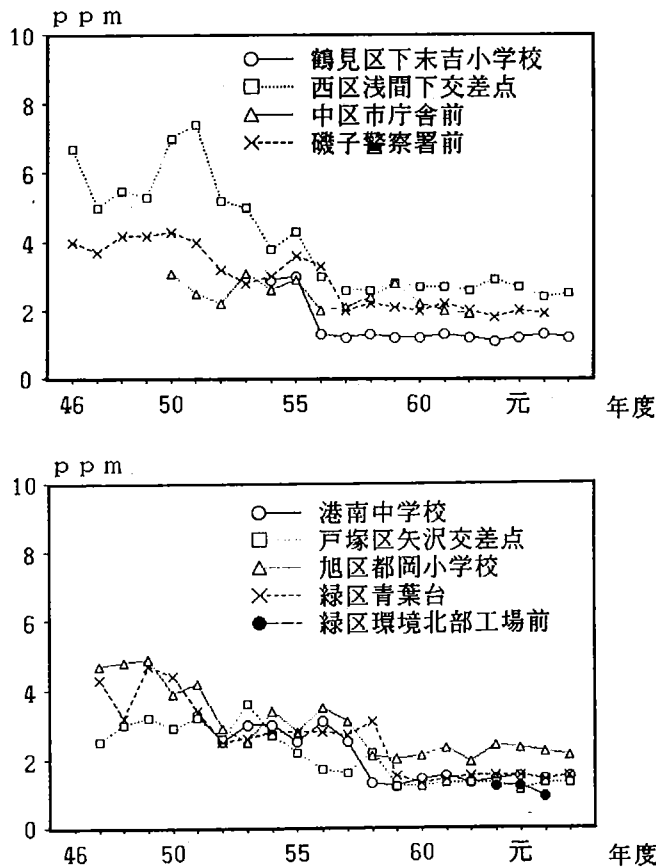 ppm
10
鶴見区下末吉小学校
西区浅間下交差点
8
中区市庁舎前
磯子警察署前
6
4
2
0
46 50 55 60 元 年度
ppm
10
港南中学校
戸塚区矢沢交差点
8
旭区都岡小学校
緑区青葉台
6
緑区環境北部工場前
4
2
0
46 50 55 60 元 年度